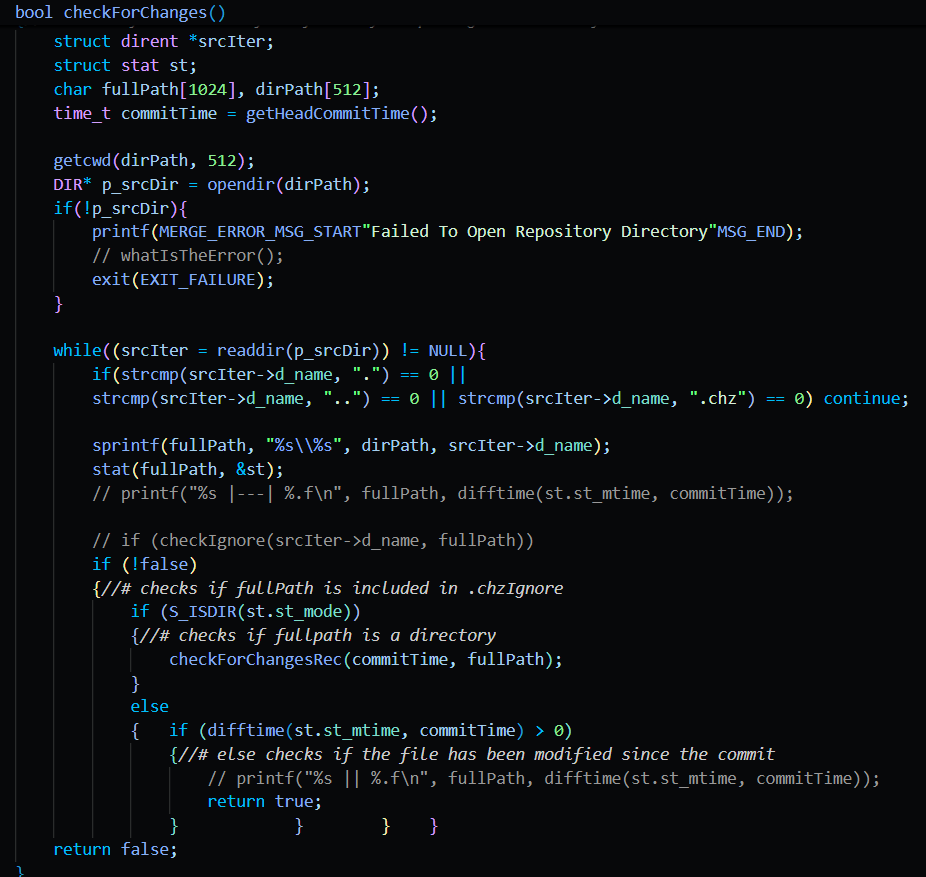 bool checkForChanges()
struct dirent *srcIter;
struct stat st;
char fullPath[1024], dirPath[512];
time_t commitTime = getHeadCommitTime();
getcwd(dirPath, 512);
DIR* p_srcDir = opendir(dirPath);
if(!p_srcDir){
printf(MERGE_ERROR_MSG_START"Failed To Open Repository Directory"MSG_END);
// whatIsTheError();
exit(EXIT_FAILURE);
}
while((srcIter = readdir(p_srcDir)) != NULL){
if(strcmp(srcIter->d_name, ".") == 0 ||
strcmp(srcIter->d_name, "..") == 0 || strcmp(srcIter->d_name, ".chz") == 0) continue;
sprintf(fullPath, "%s\\%s", dirPath, srcIter->d_name);
stat(fullPath, &st);
// printf("%s |---| %.f\n", fullPath, difftime(st.st_mtime, commitTime));
// if (checkIgnore(srcIter->d_name, fullPath))
if (!false)
{//# checks if fullPath is included in .chzIgnore
if (S_ISDIR(st.st_mode))
{//# checks if fullpath is a directory
checkForChangesRec(commitTime, fullPath);
}
else
{   if (difftime(st.st_mtime, commitTime) > 0)
{//# else checks if the file has been modified since the commit
// printf("%s || %.f\n", fullPath, difftime(st.st_mtime, commitTime));
return true;
}            }        }    }
return false;
}